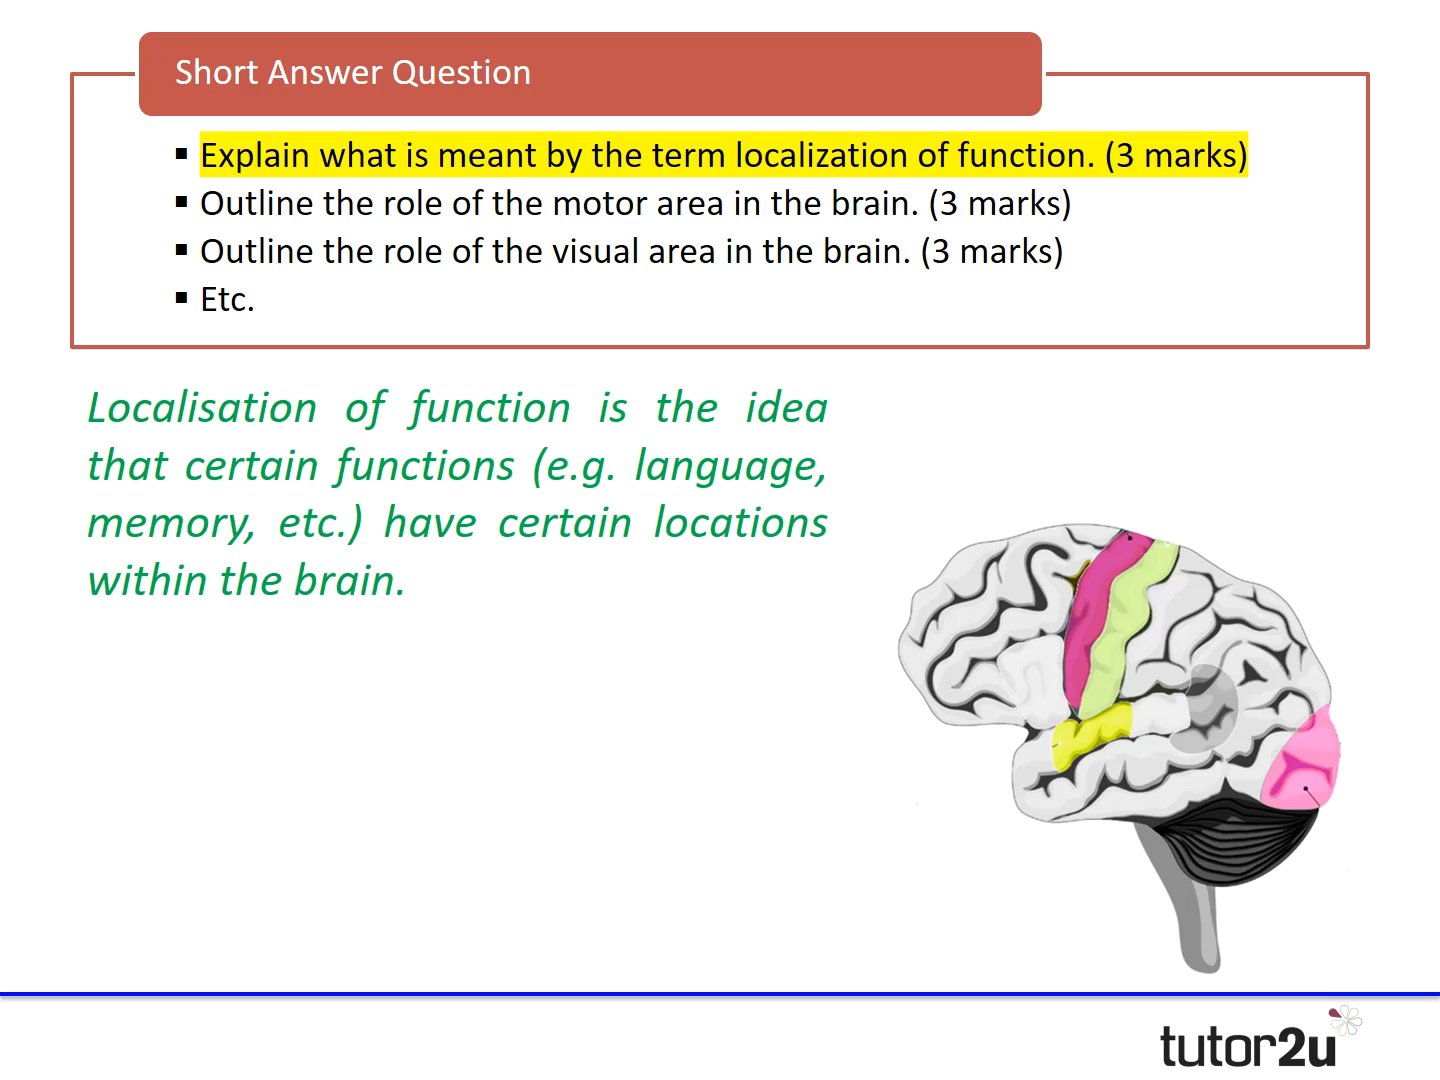 Short Answer Question
▪ Explain what is meant by the term localization of function. (3 marks)
▪ Outline the role of the motor area in the brain. (3 marks)
▪ Outline the role of the visual area in the brain. (3 marks)
▪ Etc.
Localisation of function is the idea
that certain functions (e.g. language,
memory, etc.) have certain locations
within the brain.
tutor2u